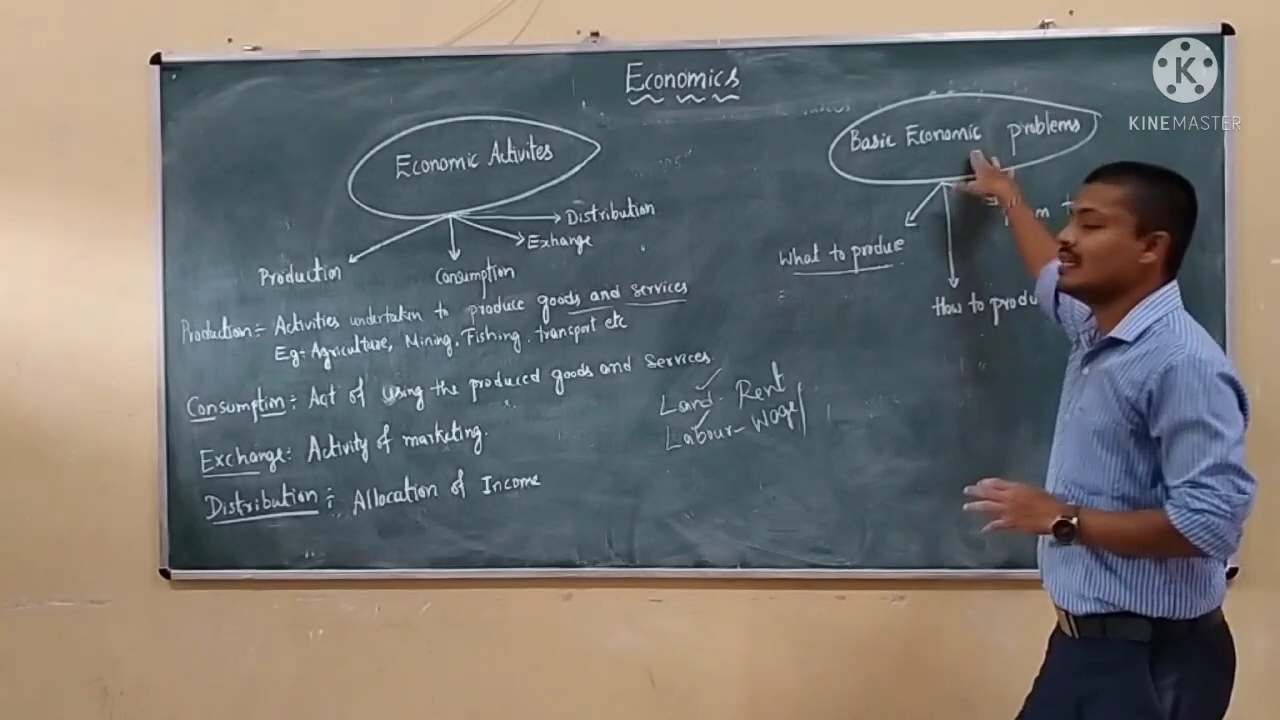 Economics
KINEMASTER
Economic Activites
Basic Economic problems
Distribution
Exhange
Production
Consumption
What to produce
How to produ
Production:- Activities undertaken to produce goods and services
Eg:- Agriculture, Mining, Fishing, transport etc
Consumption:- Act of using the produced goods and services.
Land - Rent
Labour - Wage
Exchange:- Activity of marketing.
Distribution:- Allocation of Income